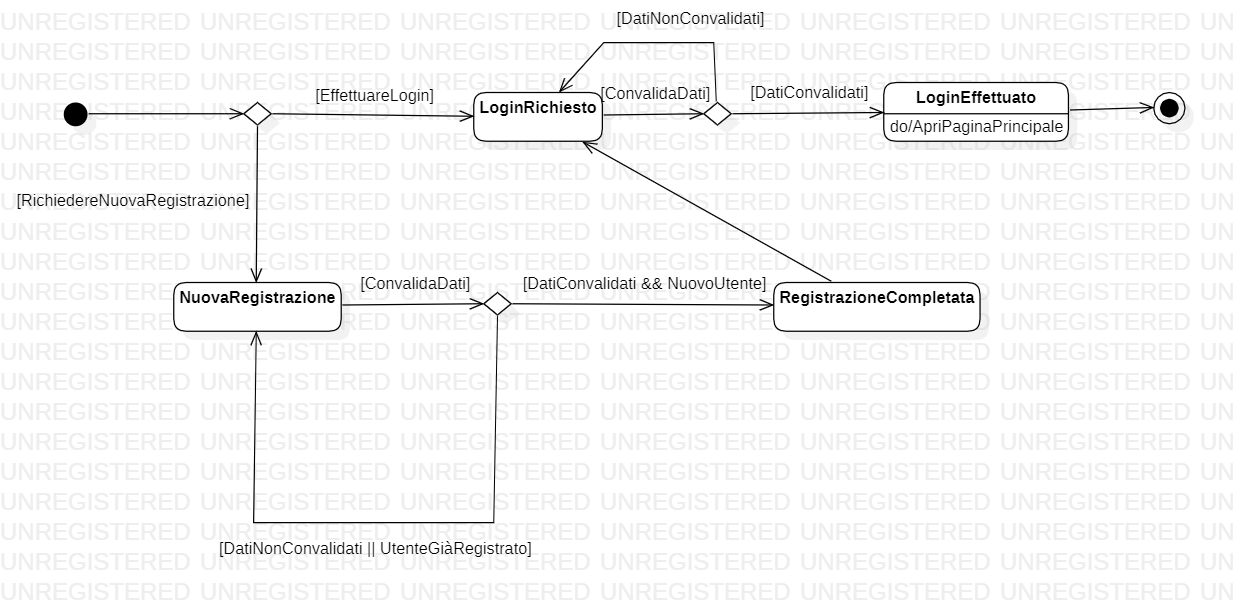 [DatiNonConvalidati]
[EffettuareLogin]
LoginRichiesto
[ConvalidaDati]
[DatiConvalidati]
LoginEffettuato
do/ApriPaginaPrincipale
[RichiedereNuovaRegistrazione]
NuovaRegistrazione
[ConvalidaDati]
[DatiConvalidati && NuovoUtente]
RegistrazioneCompletata
[DatiNonConvalidati || UtenteGiàRegistrato]
UNREGISTERED